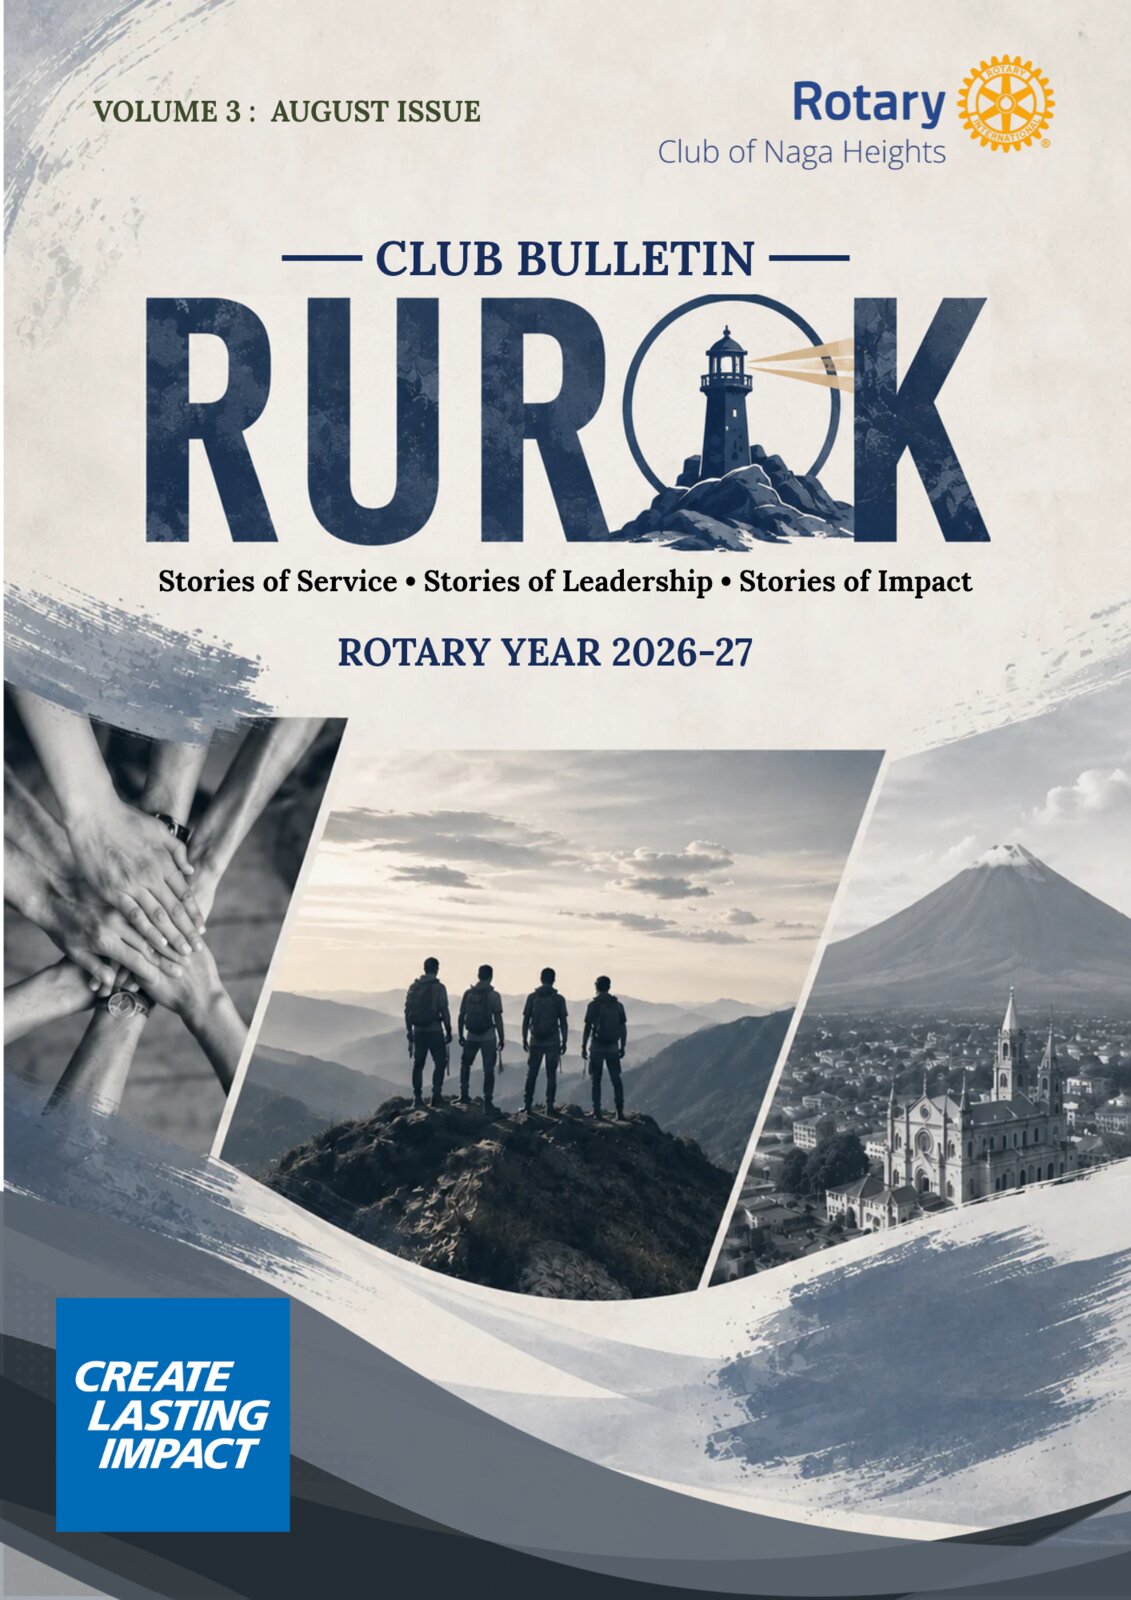 VOLUME 3 : AUGUST ISSUE
Rotary
Club of Naga Heights
ROTARY
INTERNATIONAL
®
CLUB BULLETIN
RUROK
Stories of Service • Stories of Leadership • Stories of Impact
ROTARY YEAR 2026-27
CREATE
LASTING
IMPACT